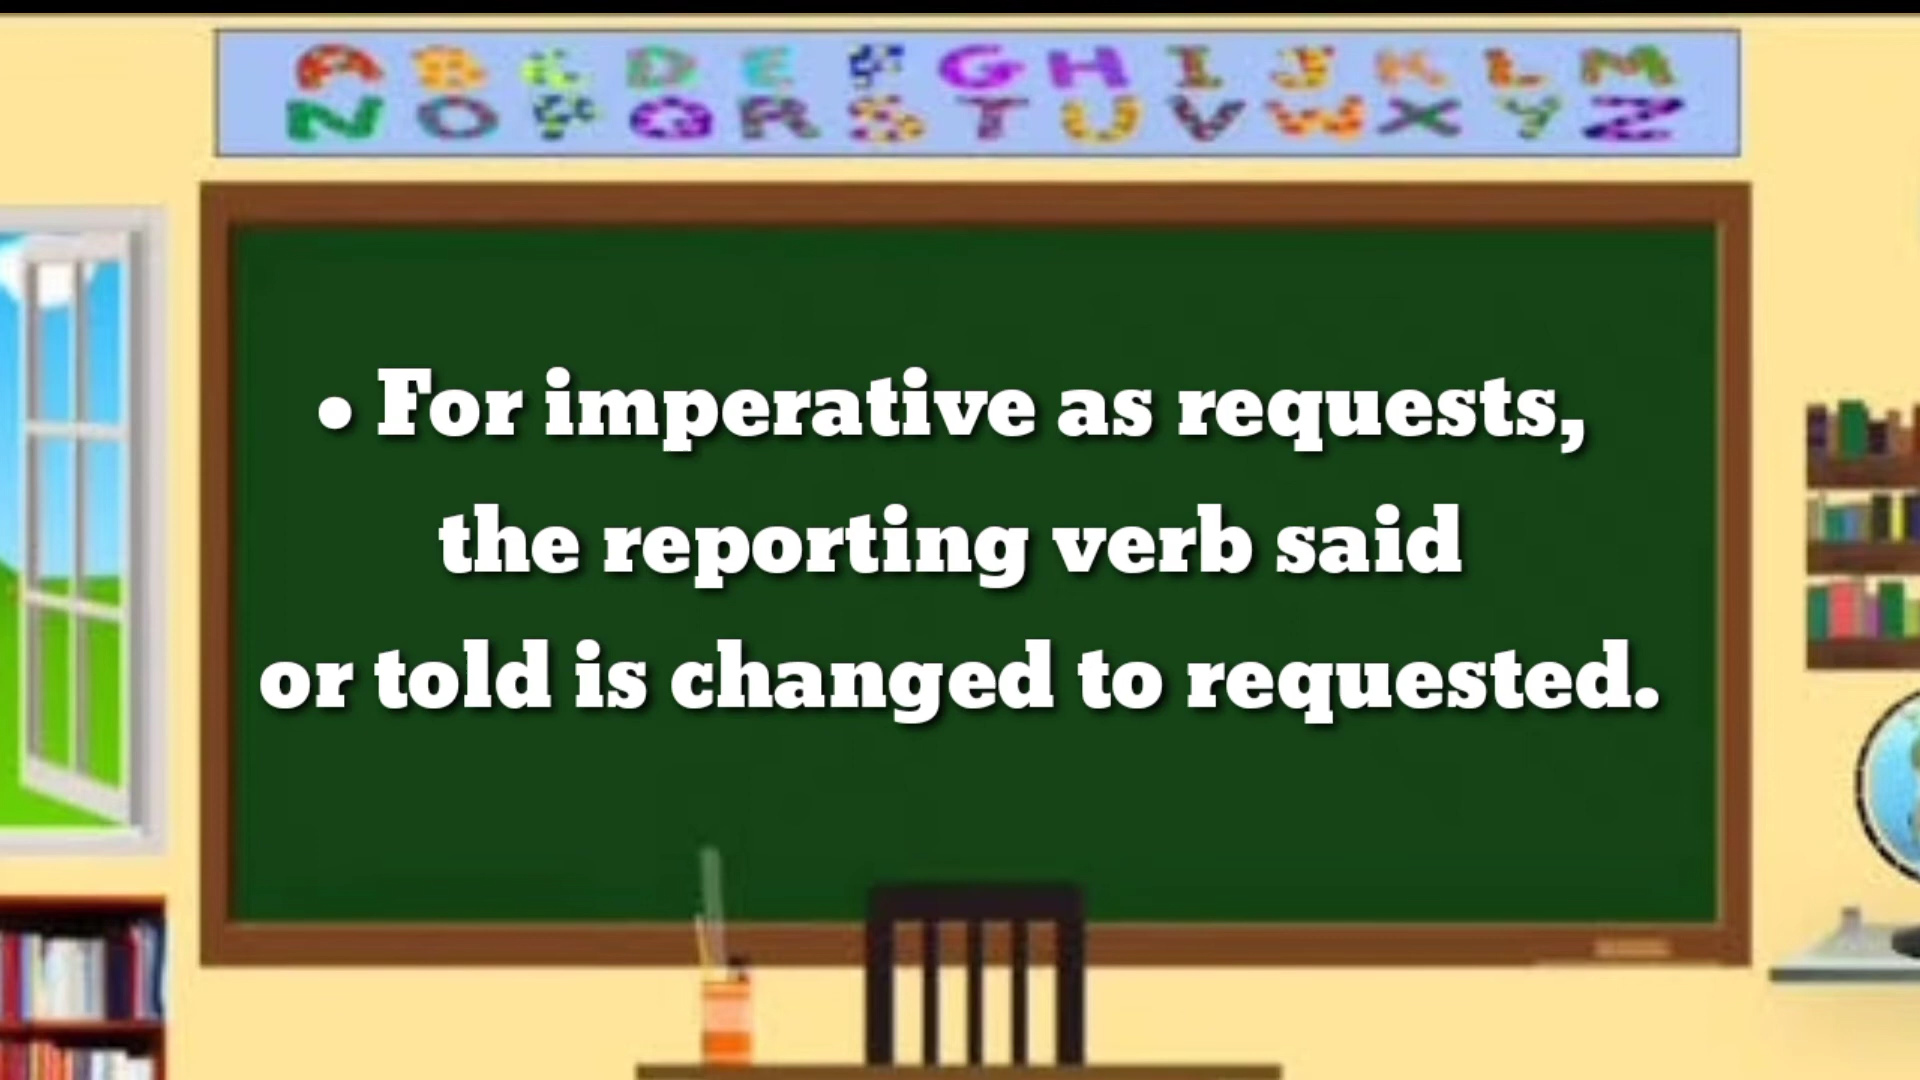 A B C D E F G H I J K L M
N O P Q R S T U V W X Y Z
• For imperative as requests,
the reporting verb said
or told is changed to requested.